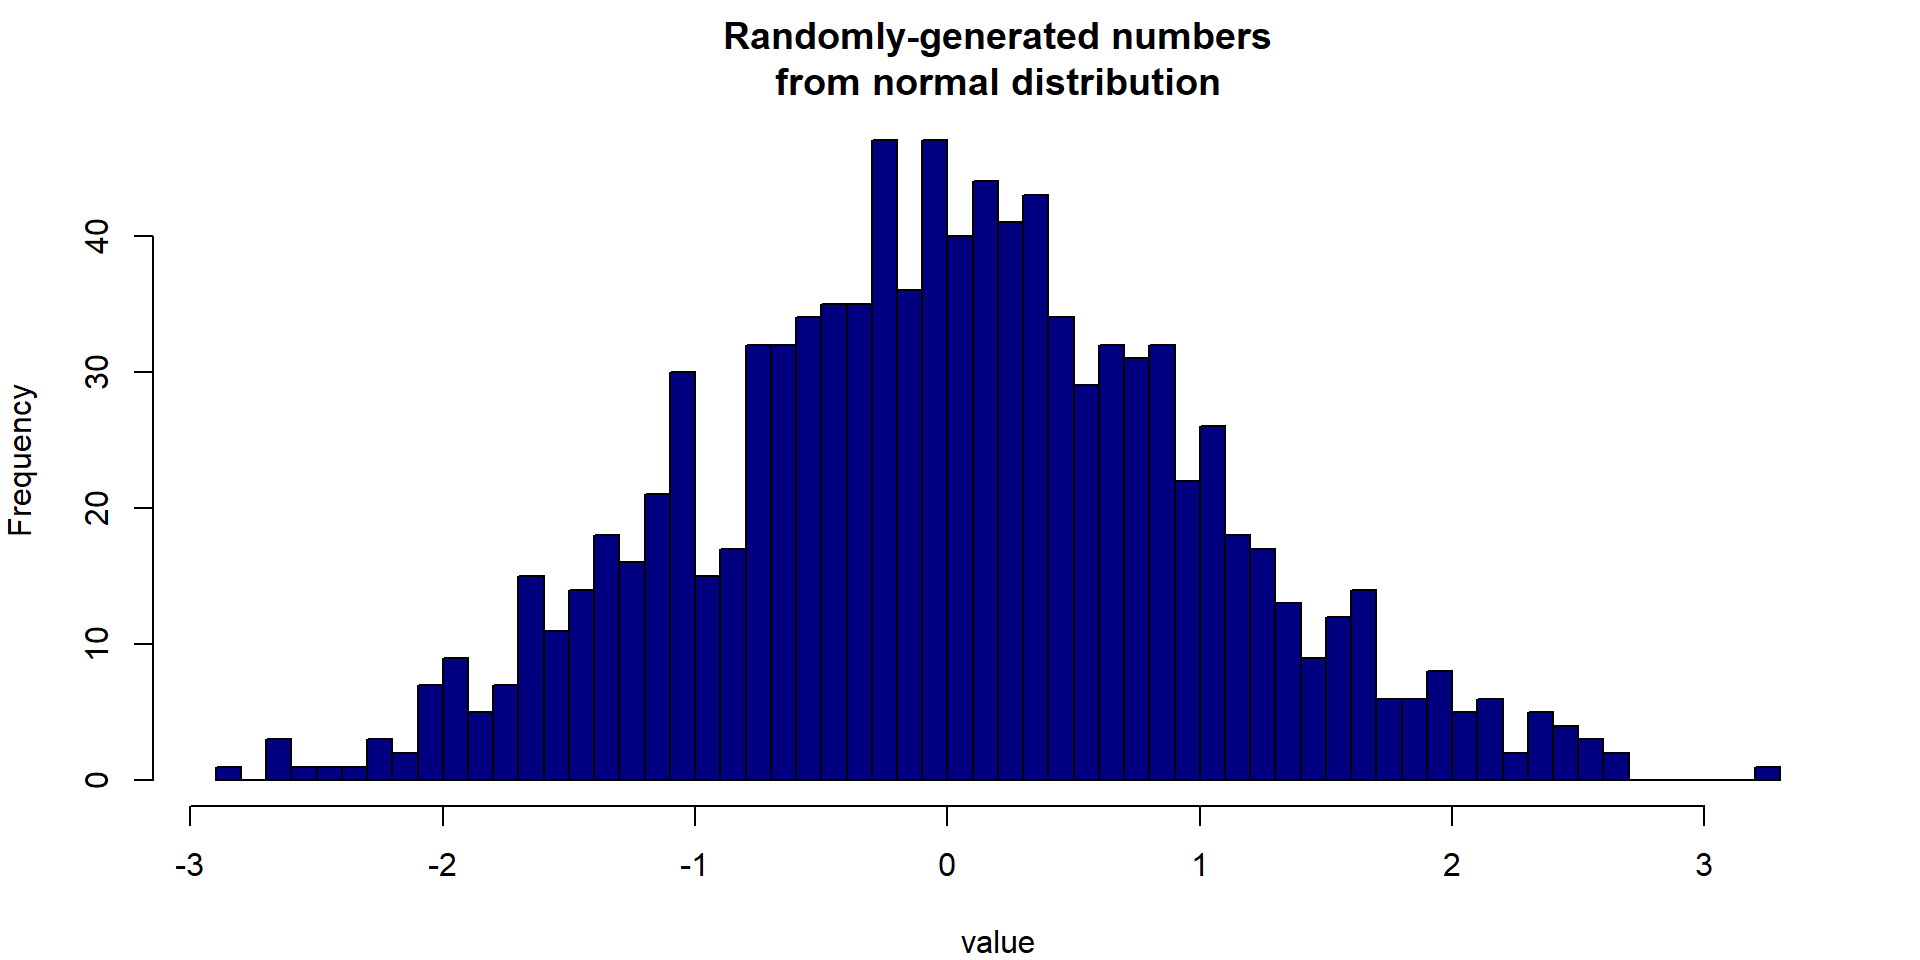 Randomly-generated numbers
from normal distribution
Frequency
40
30
20
10
0
-3 -2 -1 0 1 2 3
value